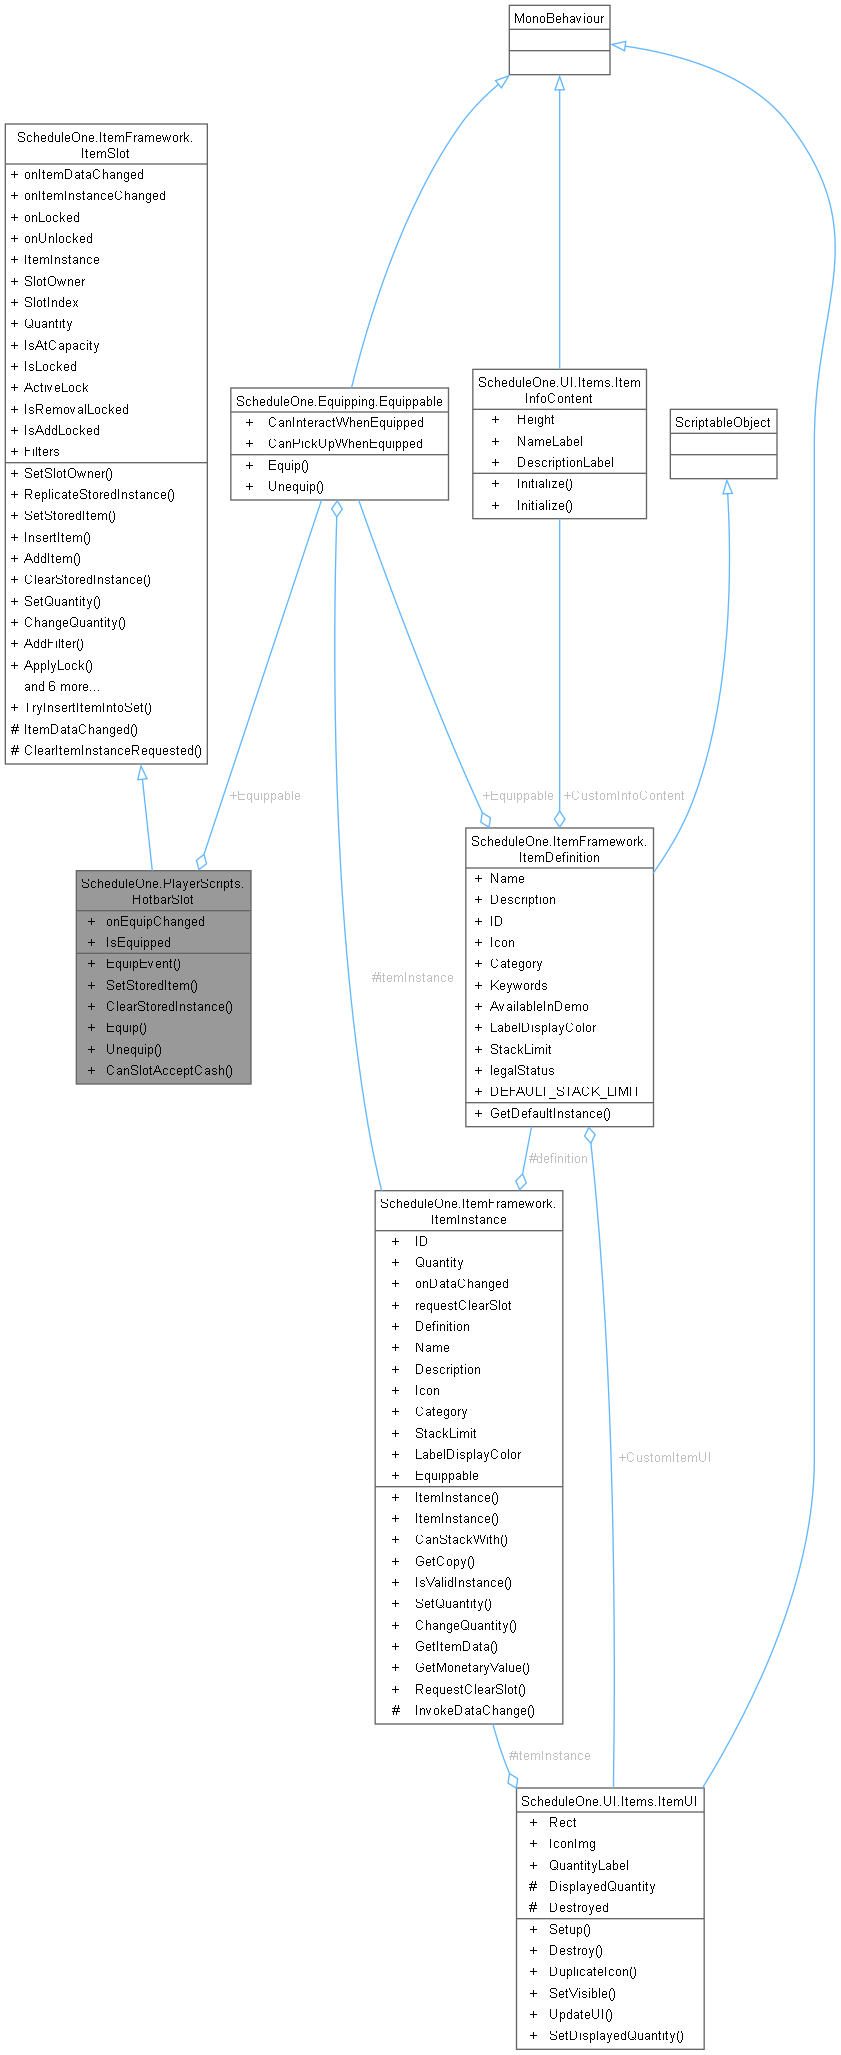 MonoBehaviour
ScheduleOne.ItemFramework.
ItemSlot
+ onItemDataChanged
+ onItemInstanceChanged
+ onLocked
+ onUnlocked
+ ItemInstance
+ SlotOwner
+ SlotIndex
+ Quantity
+ IsAtCapacity
+ IsLocked
+ ActiveLock
+ IsRemovalLocked
+ IsAddLocked
+ Filters
+ SetSlotOwner()
+ ReplicateStoredInstance()
+ SetStoredItem()
+ InsertItem()
+ AddItem()
+ ClearStoredInstance()
+ SetQuantity()
+ ChangeQuantity()
+ AddFilter()
+ ApplyLock()
and 6 more...
+ TryInsertItemIntoSet()
# ItemDataChanged()
# ClearItemInstanceRequested()
ScheduleOne.Equipping.Equippable
+ CanInteractWhenEquipped
+ CanPickUpWhenEquipped
+ Equip()
+ Unequip()
ScheduleOne.UI.Items.Item
InfoContent
+ Height
+ NameLabel
+ DescriptionLabel
+ Initialize()
+ Initialize()
ScriptableObject
+Equippable
+Equippable
+CustomInfoContent
ScheduleOne.PlayerScripts.
HotbarSlot
+ onEquipChanged
+ IsEquipped
+ EquipEvent()
+ SetStoredItem()
+ ClearStoredInstance()
+ Equip()
+ Unequip()
+ CanSlotAcceptCash()
#itemInstance
ScheduleOne.ItemFramework.
ItemDefinition
+ Name
+ Description
+ ID
+ Icon
+ Category
+ Keywords
+ AvailableInDemo
+ LabelDisplayColor
+ StackLimit
+ legalStatus
+ DEFAULT_STACK_LIMIT
+ GetDefaultInstance()
#definition
ScheduleOne.ItemFramework.
ItemInstance
+ ID
+ Quantity
+ onDataChanged
+ requestClearSlot
+ Definition
+ Name
+ Description
+ Icon
+ Category
+ StackLimit
+ LabelDisplayColor
+ Equippable
+ ItemInstance()
+ ItemInstance()
+ CanStackWith()
+ GetCopy()
+ IsValidInstance()
+ SetQuantity()
+ ChangeQuantity()
+ GetItemData()
+ GetMonetaryValue()
+ RequestClearSlot()
# InvokeDataChange()
+CustomItemUI
#itemInstance
ScheduleOne.UI.Items.ItemUI
+ Rect
+ IconImg
+ QuantityLabel
# DisplayedQuantity
# Destroyed
+ Setup()
+ Destroy()
+ DuplicateIcon()
+ SetVisible()
+ UpdateUI()
+ SetDisplayedQuantity()